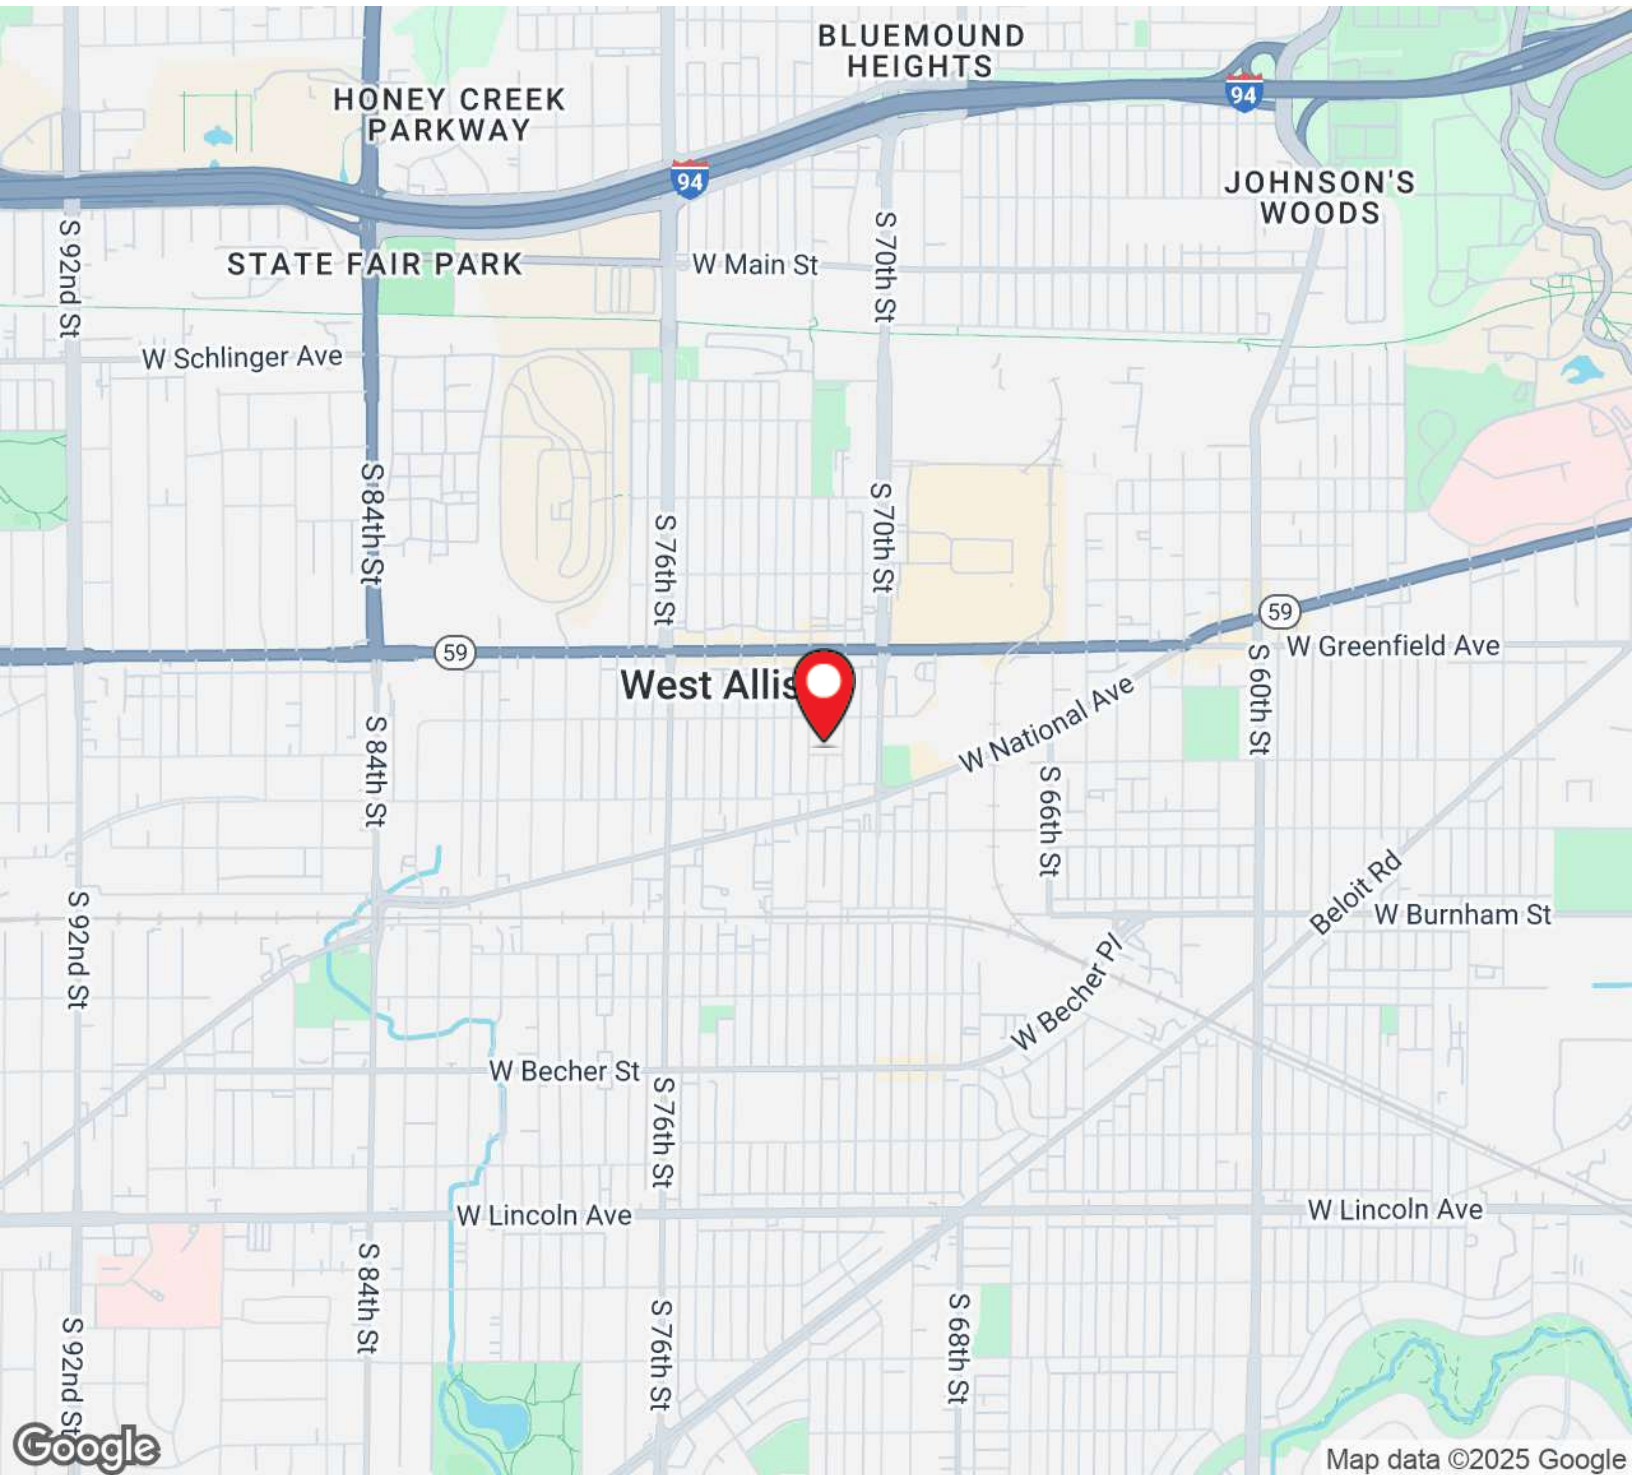 BLUEMOUND
HEIGHTS
94
HONEY CREEK
PARKWAY
94
JOHNSON'S
WOODS
S 92nd St
STATE FAIR PARK
W Main St
S 70th St
W Schlinger Ave
S 84th St
S 76th St
S 70th St
59
59
W Greenfield Ave
West Allis
S 60th St
W National Ave
S 84th St
S 66th St
S 92nd St
Beloit Rd
W Burnham St
W Becher Pl
W Becher St
S 76th St
W Lincoln Ave
W Lincoln Ave
S 84th St
S 76th St
S 68th St
S 92nd St
Google
Map data ©2025 Google